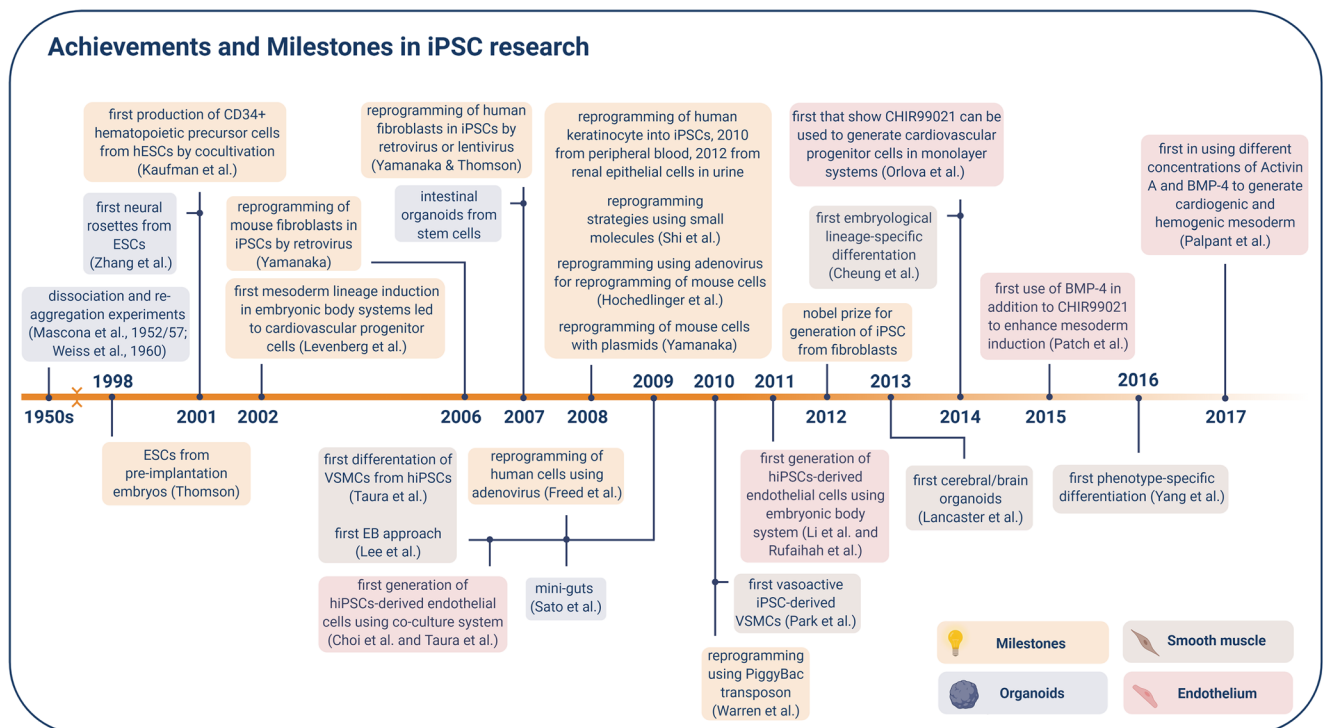 Achievements and Milestones in iPSC research
first production of CD34+
hematopoietic precursor cells
from hESCs by cocultivation
(Kaufman et al.)
first neural
rosettes from
ESCs
(Zhang et al.)
dissociation and re-
aggregation experiments
(Mascona et al., 1952/57;
Weiss et al., 1960)
reprogramming of
mouse fibroblasts in
iPSCs by retrovirus
(Yamanaka)
first mesoderm lineage induction
in embryonic body systems led
to cardiovascular progenitor
cells (Levenberg et al.)
reprogramming of human
fibroblasts in iPSCs by
retrovirus or lentivirus
(Yamanaka & Thomson)
intestinal
organoids from
stem cells
reprogramming of human
keratinocyte into iPSCs, 2010
from peripheral blood, 2012 from
renal epithelial cells in urine
reprogramming
strategies using small
molecules (Shi et al.)
reprogramming using adenovirus
for reprogramming of mouse cells
(Hochedlinger et al.)
reprogramming of mouse cells
with plasmids (Yamanaka)
first that show CHIR99021 can be
used to generate cardiovascular
progenitor cells in monolayer
systems (Orlova et al.)
first embryological
lineage-specific
differentation
(Cheung et al.)
nobel prize for
generation of iPSC
from fibroblasts
first use of BMP-4 in
addition to CHIR99021
to enhance mesoderm
induction (Patch et al.)
first in using different
concentrations of Activin
A and BMP-4 to generate
cardiogenic and
hemogenic mesoderm
(Palpant et al.)
1950s
1998
2001
2002
2006
2007
2008
2009
2010
2011
2012
2013
2014
2015
2016
2017
ESCs from
pre-implantation
embryos (Thomson)
first differentation of
VSMCs from hiPSCs
(Taura et al.)
first EB approach
(Lee et al.)
reprogramming of
human cells using
adenovirus (Freed et al.)
first generation of
hiPSCs-derived endothelial
cells using co-culture system
(Choi et al. and Taura et al.)
mini-guts
(Sato et al.)
first generation of
hiPSCs-derived
endothelial cells using
embryonic body
system (Li et al. and
Rufaihah et al.)
first vasoactive
iPSC-derived
VSMCs (Park et al.)
reprogramming
using PiggyBac
transposon
(Warren et al.)
first cerebral/brain
organoids
(Lancaster et al.)
first phenotype-specific
differentiation (Yang et al.)
Milestones
Smooth muscle
Organoids
Endothelium